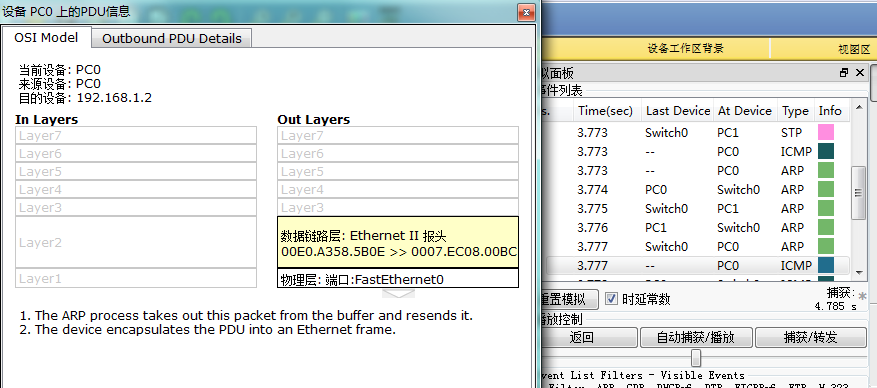 设备 PC0 上的PDU信息
OSI Model
Outbound PDU Details
当前设备: PC0
来源设备: PC0
目的设备: 192.168.1.2
In Layers
Out Layers
Layer7
Layer7
Layer6
Layer6
Layer5
Layer5
Layer4
Layer4
Layer3
Layer3
Layer2
数据链路层: Ethernet II 报头
00E0.A358.5B0E >> 0007.EC08.00BC
Layer1
物理层: 端口:FastEthernet0
1. The ARP process takes out this packet from the buffer and resends it.
2. The device encapsulates the PDU into an Ethernet frame.
设备工作区背景
视图区
拟面板
事件列表
s. Time(sec) Last Device At Device Type Info
3.773 Switch0 PC1 STP
3.773 -- PC0 ICMP
3.773 -- PC0 ARP
3.774 PC0 Switch0 ARP
3.775 Switch0 PC1 ARP
3.776 PC1 Switch0 ARP
3.777 Switch0 PC0 ARP
3.777 -- PC0 ICMP
重置模拟
时延常数
捕获:
4.785 s
播放控制
返回
自动捕获/播放
捕获/转发
vent List Filters - Visible Events